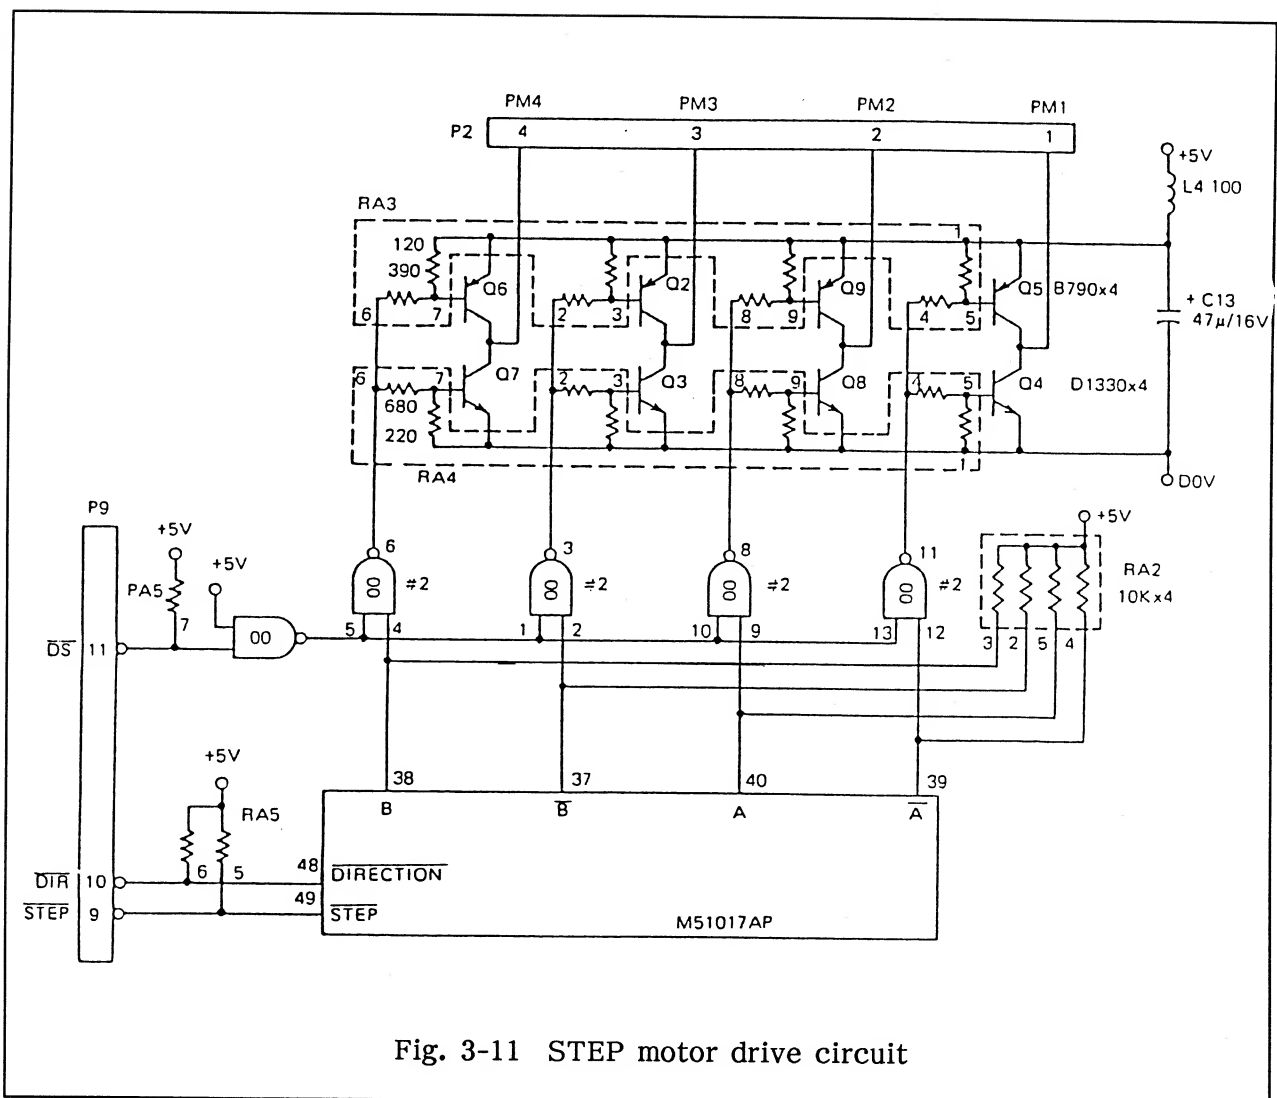 PM4 PM3 PM2 PM1
P2 4 3 2 1
+5V
L4 100
RA3
1
120
390
Q6 Q2 Q9 Q5 B790x4
6 7 2 3 8 9 4 5
+ C13
47µ/16V
6 7 2 3 8 9 4 5
Q7 Q3 Q8 Q4 D1330x4
680
220
1
RA4
D0V
P9
+5V
+5V
+5V
6 3 8 11
00 #2 00 #2 00 #2 00 #2
RA2
10Kx4
PA5
7
00
5 4 1 2 10 9 13 12
3 2 5 4
D̅S̅ 11
+5V
RA5
38 37 40 39
B B̅ A A̅
6 5
48 D̅I̅R̅E̅C̅T̅I̅O̅N̅
D̅I̅R̅ 10
49 S̅T̅E̅P̅
S̅T̅E̅P̅ 9
M51017AP
Fig. 3-11 STEP motor drive circuit